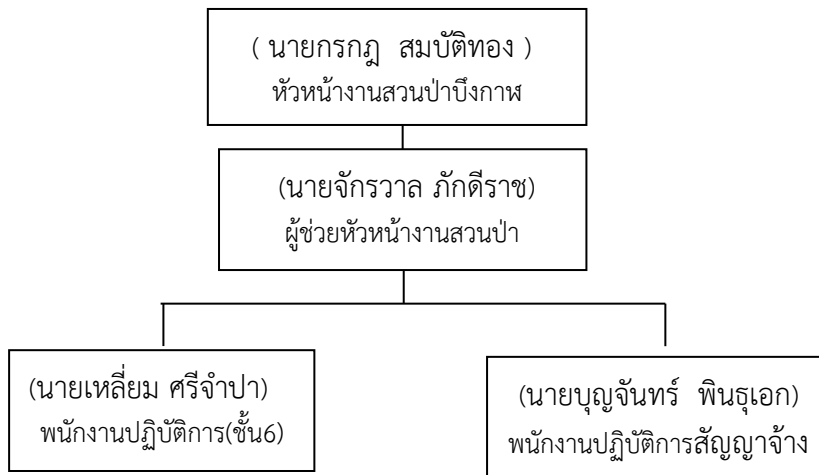 ( นายกรกฎ  สมบัติทอง )
หัวหน้างานสวนป่าบึงกาฬ
(นายจักรวาล ภักดีราช)
ผู้ช่วยหัวหน้างานสวนป่า
(นายเหลี่ยม ศรีจำปา)
พนักงานปฏิบัติการ(ชั้น6)
(นายบุญจันทร์  พินธุเอก)
พนักงานปฏิบัติการสัญญาจ้าง